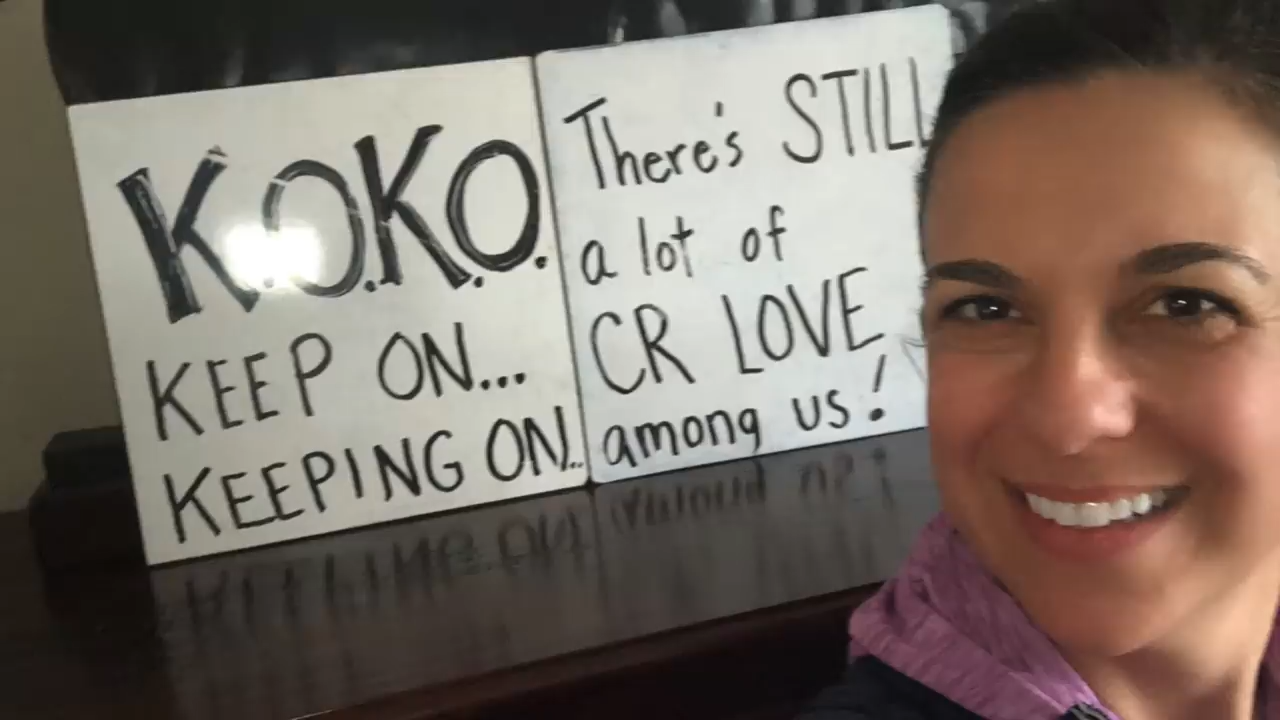 K.O.K.O.
KEEP ON...
KEEPING ON..
There's STILL
a lot of
CR LOVE
among us!